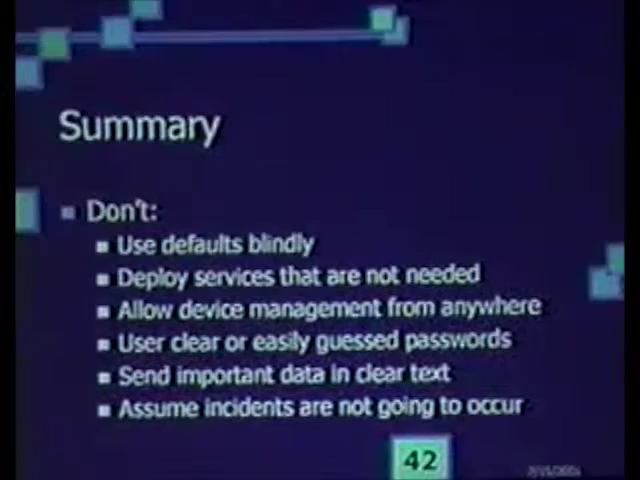 Summary
Don't:
Use defaults blindly
Deploy services that are not needed
Allow device management from anywhere
User clear or easily guessed passwords
Send important data in clear text
Assume incidents are not going to occur
42